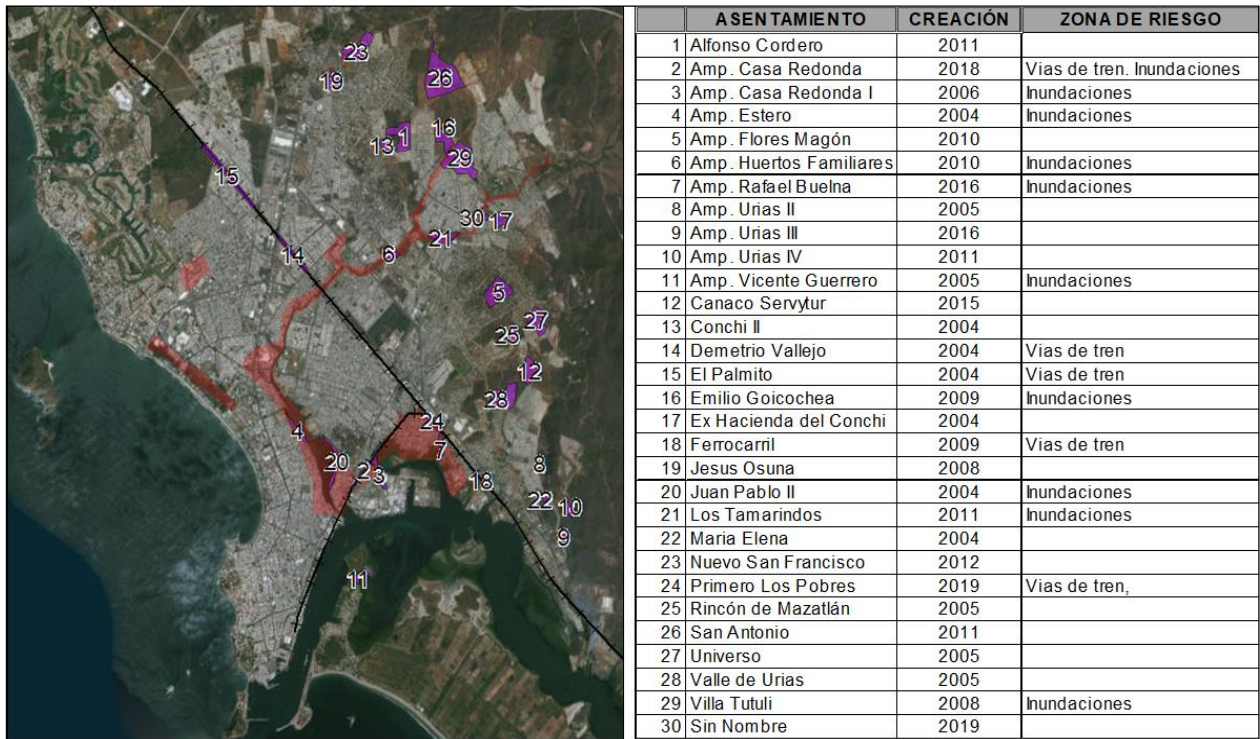 23
19
26
16
13 1
29
15
30 17
21
6
14
5
27
25
12
28
24
4
7
20
2 3
18
8
22 10
9
11
ASENTAMIENTO CREACIÓN ZONA DE RIESGO
1 Alfonso Cordero 2011
2 Amp. Casa Redonda 2018 Vias de tren. Inundaciones
3 Amp. Casa Redonda I 2006 Inundaciones
4 Amp. Estero 2004 Inundaciones
5 Amp. Flores Magón 2010
6 Amp. Huertos Familiares 2010 Inundaciones
7 Amp. Rafael Buelna 2016 Inundaciones
8 Amp. Urias II 2005
9 Amp. Urias III 2016
10 Amp. Urias IV 2011
11 Amp. Vicente Guerrero 2005 Inundaciones
12 Canaco Servytur 2015
13 Conchi II 2004
14 Demetrio Vallejo 2004 Vias de tren
15 El Palmito 2004 Vias de tren
16 Emilio Goicochea 2009 Inundaciones
17 Ex Hacienda del Conchi 2004
18 Ferrocarril 2009 Vias de tren
19 Jesus Osuna 2008
20 Juan Pablo II 2004 Inundaciones
21 Los Tamarindos 2011 Inundaciones
22 Maria Elena 2004
23 Nuevo San Francisco 2012
24 Primero Los Pobres 2019 Vias de tren,
25 Rincón de Mazatlán 2005
26 San Antonio 2011
27 Universo 2005
28 Valle de Urias 2005
29 Villa Tutuli 2008 Inundaciones
30 Sin Nombre 2019